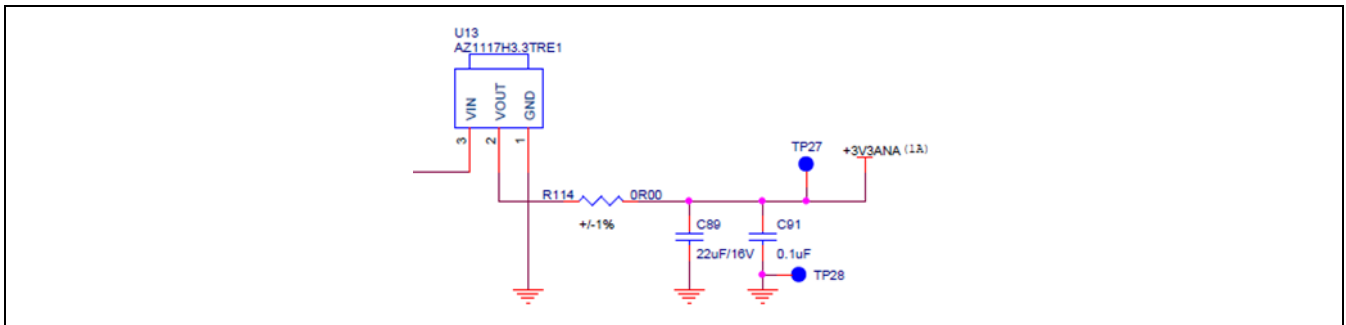 U13
AZ1117H3.3TRE1
VIN
VOUT
GND
3
2
1
R114
0R00
+/-1%
TP27
+3V3ANA (1A)
C89
22uF/16V
C91
0.1uF
TP28